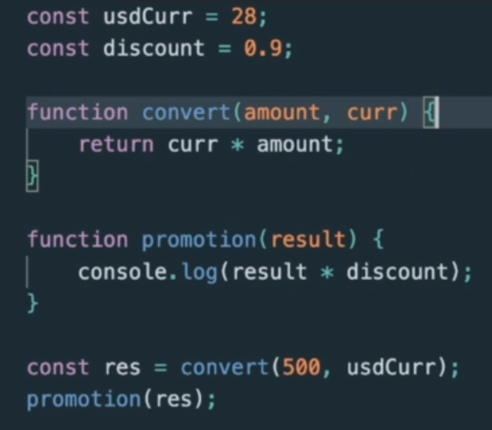 const usdCurr = 28;
const discount = 0.9;
function convert(amount, curr) {
    return curr * amount;
}
function promotion(result) {
    console.log(result * discount);
}
const res = convert(500, usdCurr);
promotion(res);